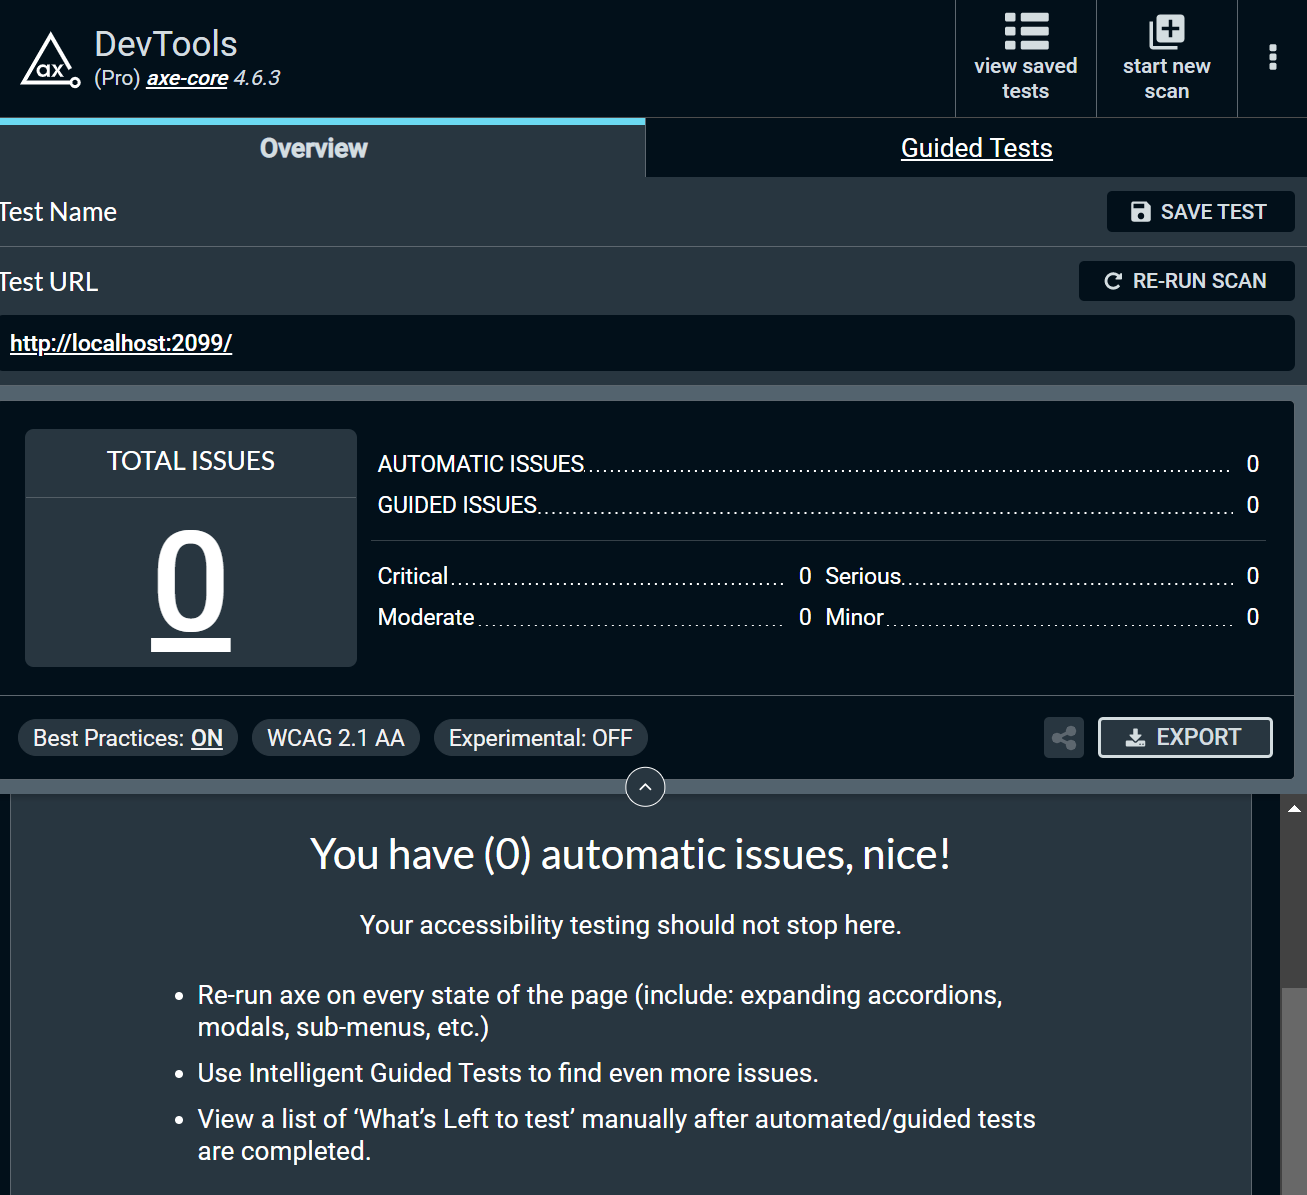 DevTools
(Pro) axe-core 4.6.3
view saved tests
start new scan
Overview
Guided Tests
Test Name
SAVE TEST
Test URL
RE-RUN SCAN
http://localhost:2099/
TOTAL ISSUES
0
AUTOMATIC ISSUES 0
GUIDED ISSUES 0
Critical 0 Serious 0
Moderate 0 Minor 0
Best Practices: ON
WCAG 2.1 AA
Experimental: OFF
EXPORT
You have (0) automatic issues, nice!
Your accessibility testing should not stop here.
• Re-run axe on every state of the page (include: expanding accordions,
modals, sub-menus, etc.)
• Use Intelligent Guided Tests to find even more issues.
• View a list of ‘What’s Left to test’ manually after automated/guided tests
are completed.